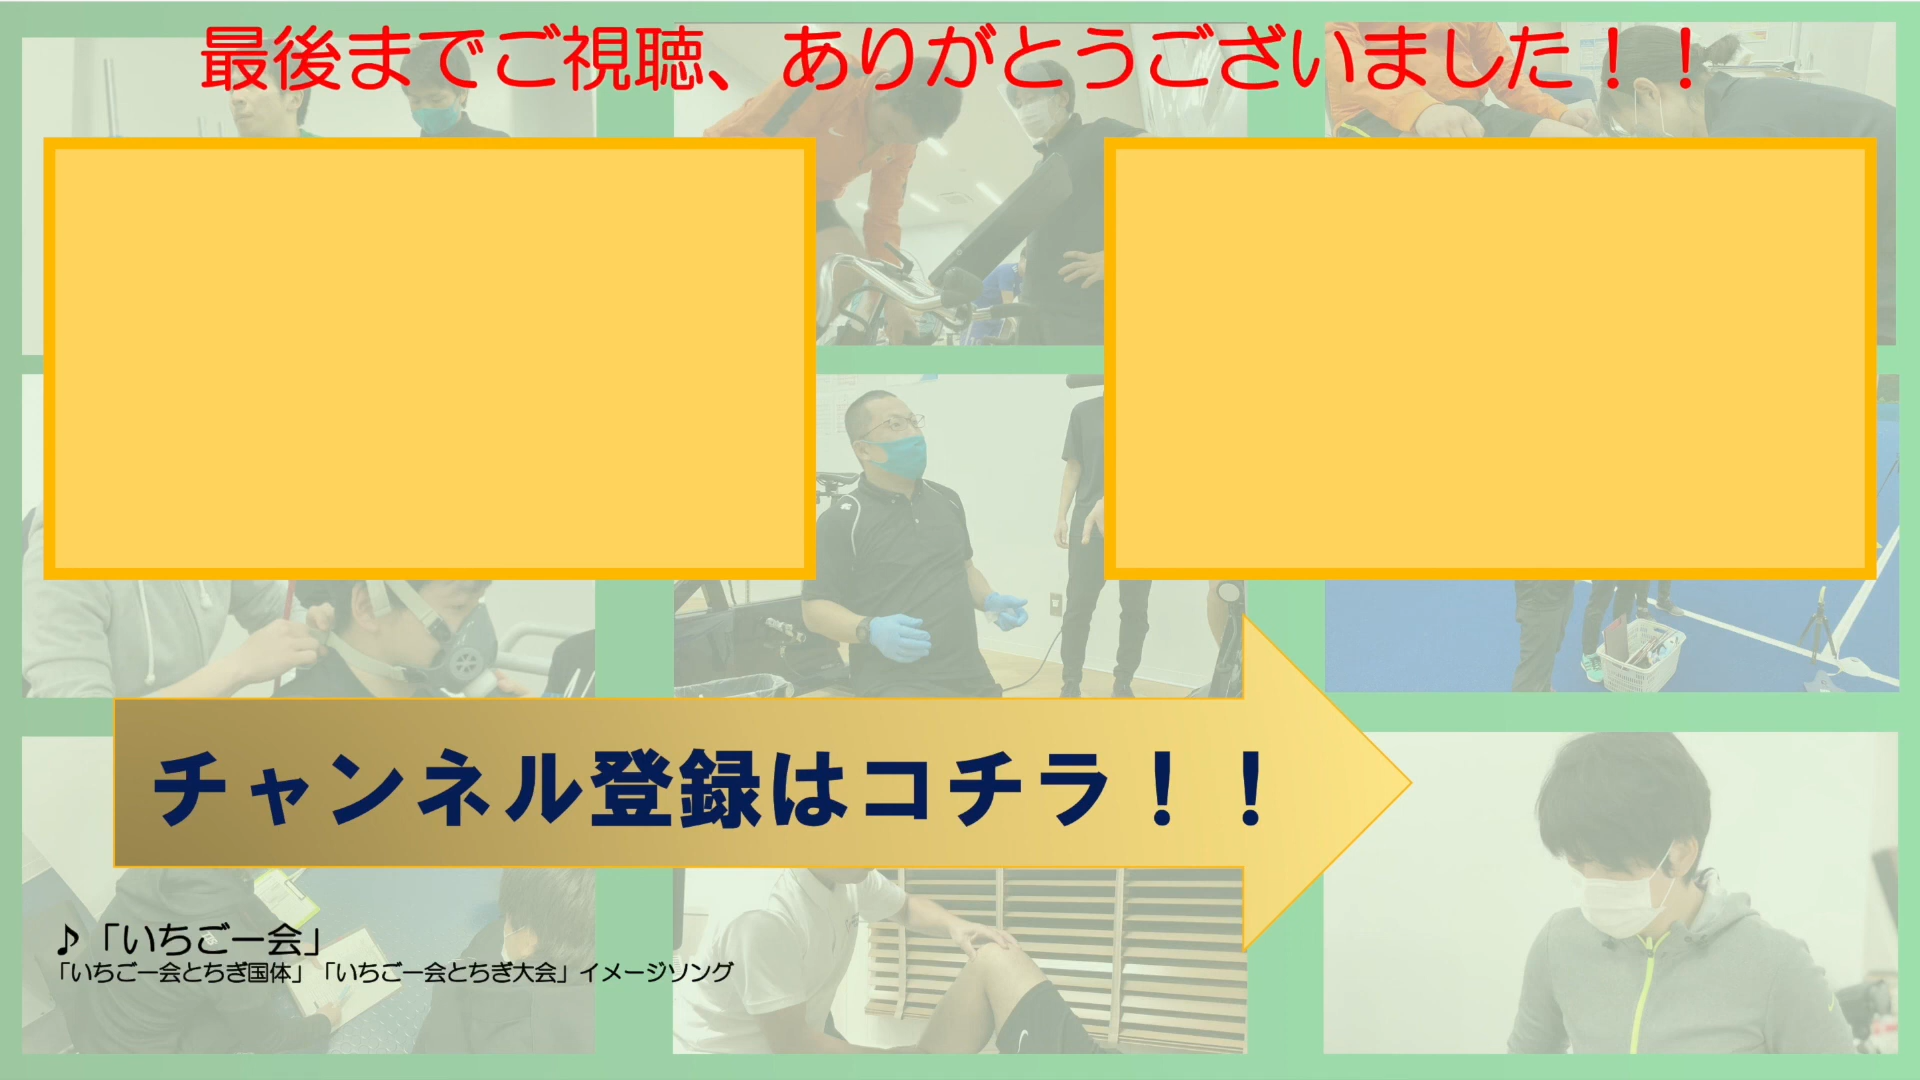 最後までご視聴、ありがとうございました！！
チャンネル登録はコチラ！！
♪「いちご一会」
「いちご一会とちぎ国体」「いちご一会とちぎ大会」イメージソング